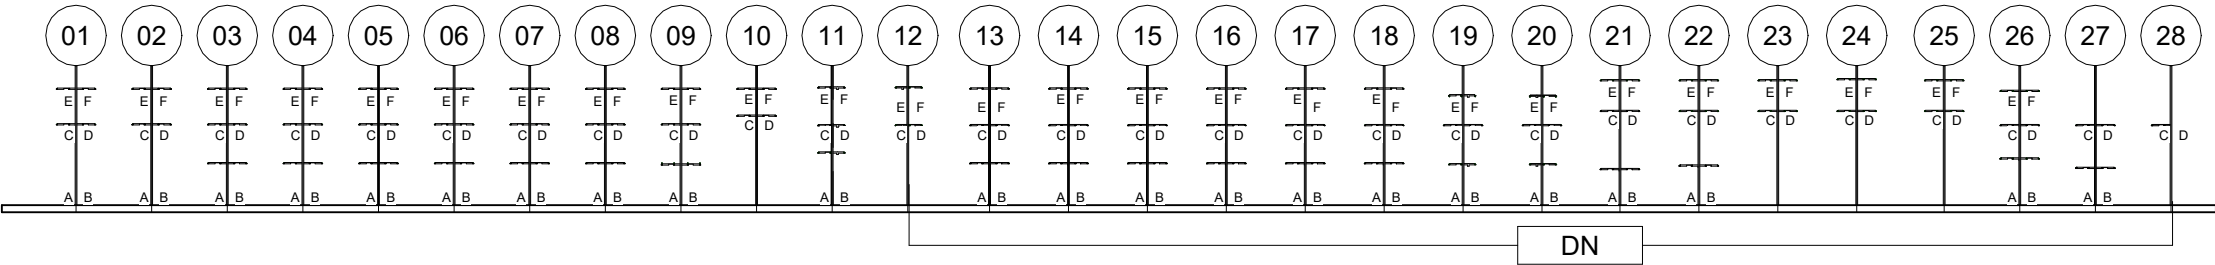 01 02 03 04 05 06 07 08 09 10 11 12 13 14 15 16 17 18 19 20 21 22 23 24 25 26 27 28
E F E F E F E F E F E F E F E F E F E F E F E F E F E F E F E F E F E F E F E F E F E F E F E F E F E F
C D C D C D C D C D C D C D C D C D C D C D C D C D C D C D C D C D C D C D C D C D C D C D C D C D C D C D C D
A B A B A B A B A B A B A B A B A B A B A B A B A B A B A B A B A B A B A B A B A B A B
DN